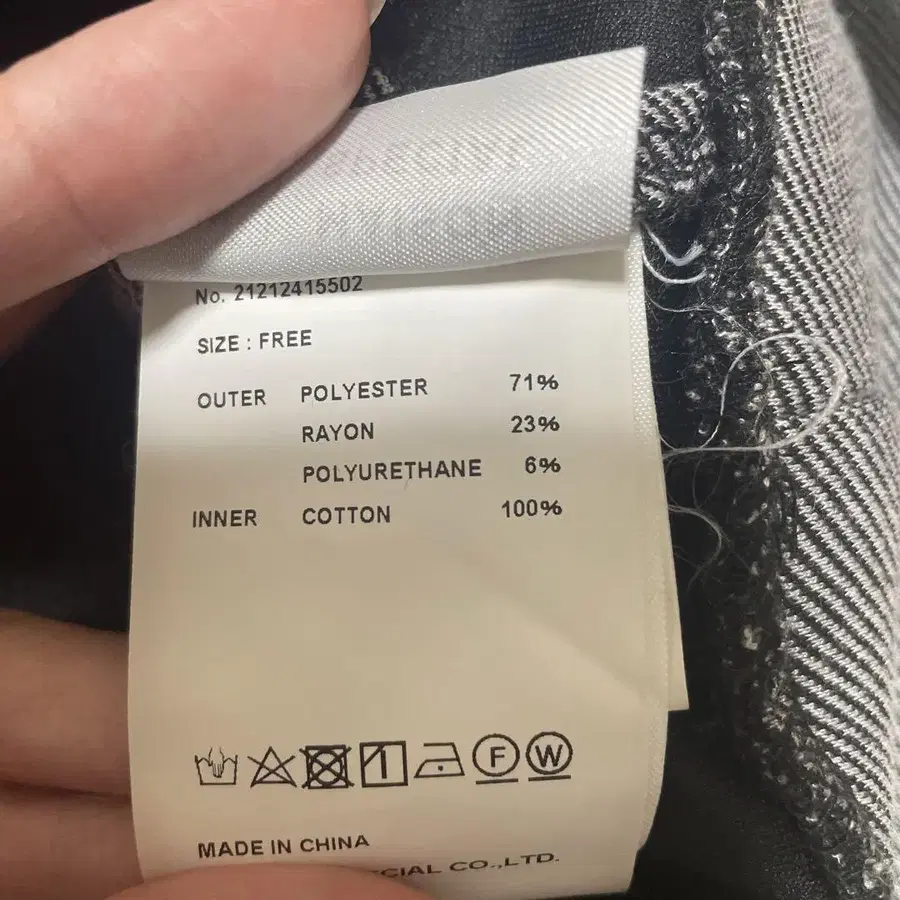 No. 21212415502
SIZE : FREE
OUTER POLYESTER 71%
RAYON 23%
POLYURETHANE 6%
INNER COTTON 100%
F W
MADE IN CHINA
CIAL CO.,LTD.